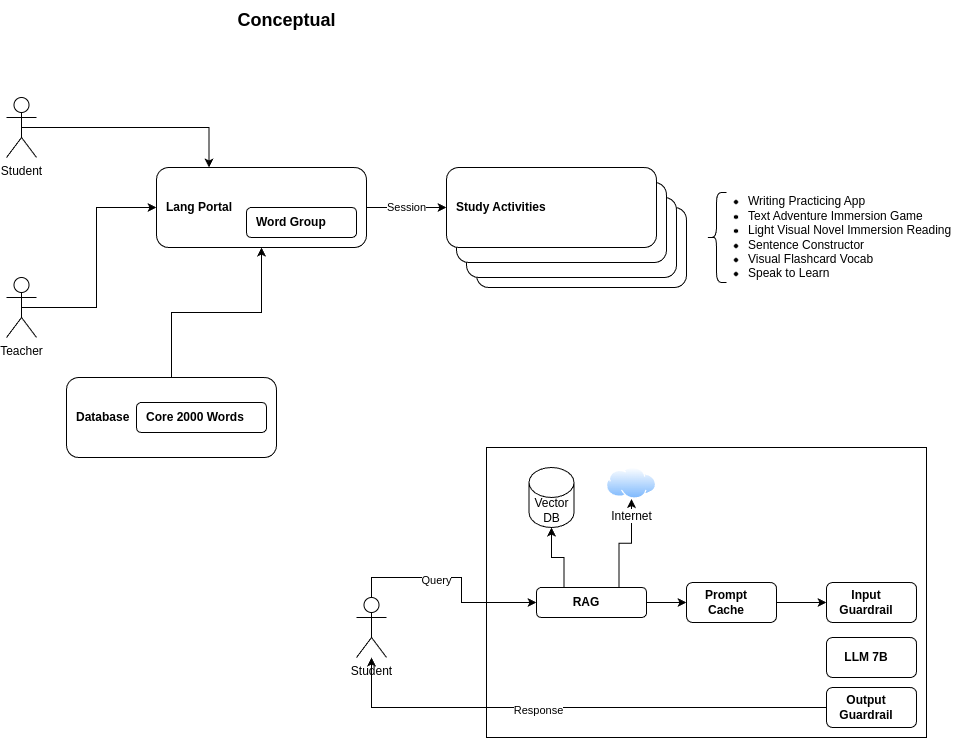 Conceptual
Student
Lang Portal
Word Group
Session
Study Activities
Writing Practicing App
Text Adventure Immersion Game
Light Visual Novel Immersion Reading
Sentence Constructor
Visual Flashcard Vocab
Speak to Learn
Teacher
Database
Core 2000 Words
Vector
DB
Internet
Query
RAG
Prompt
Cache
Input
Guardrail
Student
LLM 7B
Output
Guardrail
Response